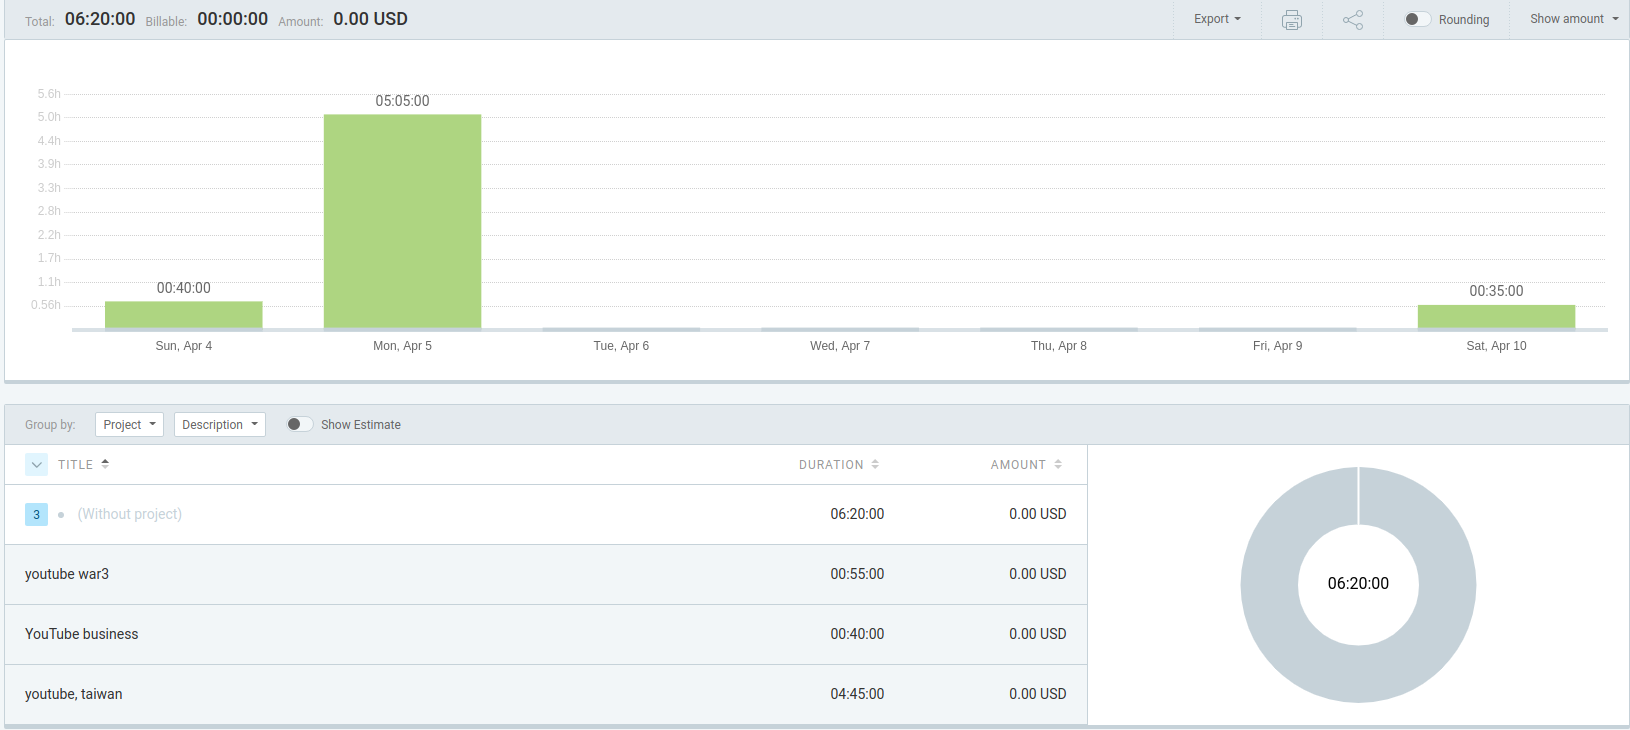 Total: 06:20:00 Billable: 00:00:00 Amount: 0.00 USD Export Rounding Show amount
5.6h
05:05:00
5.0h
4.4h
3.9h
3.3h
2.8h
2.2h
1.7h
1.1h
00:40:00
00:35:00
0.56h
Sun, Apr 4 Mon, Apr 5 Tue, Apr 6 Wed, Apr 7 Thu, Apr 8 Fri, Apr 9 Sat, Apr 10
Group by: Project Description Show Estimate
TITLE DURATION AMOUNT
3 (Without project) 06:20:00 0.00 USD
youtube war3 00:55:00 0.00 USD
YouTube business 00:40:00 0.00 USD
youtube, taiwan 04:45:00 0.00 USD
06:20:00